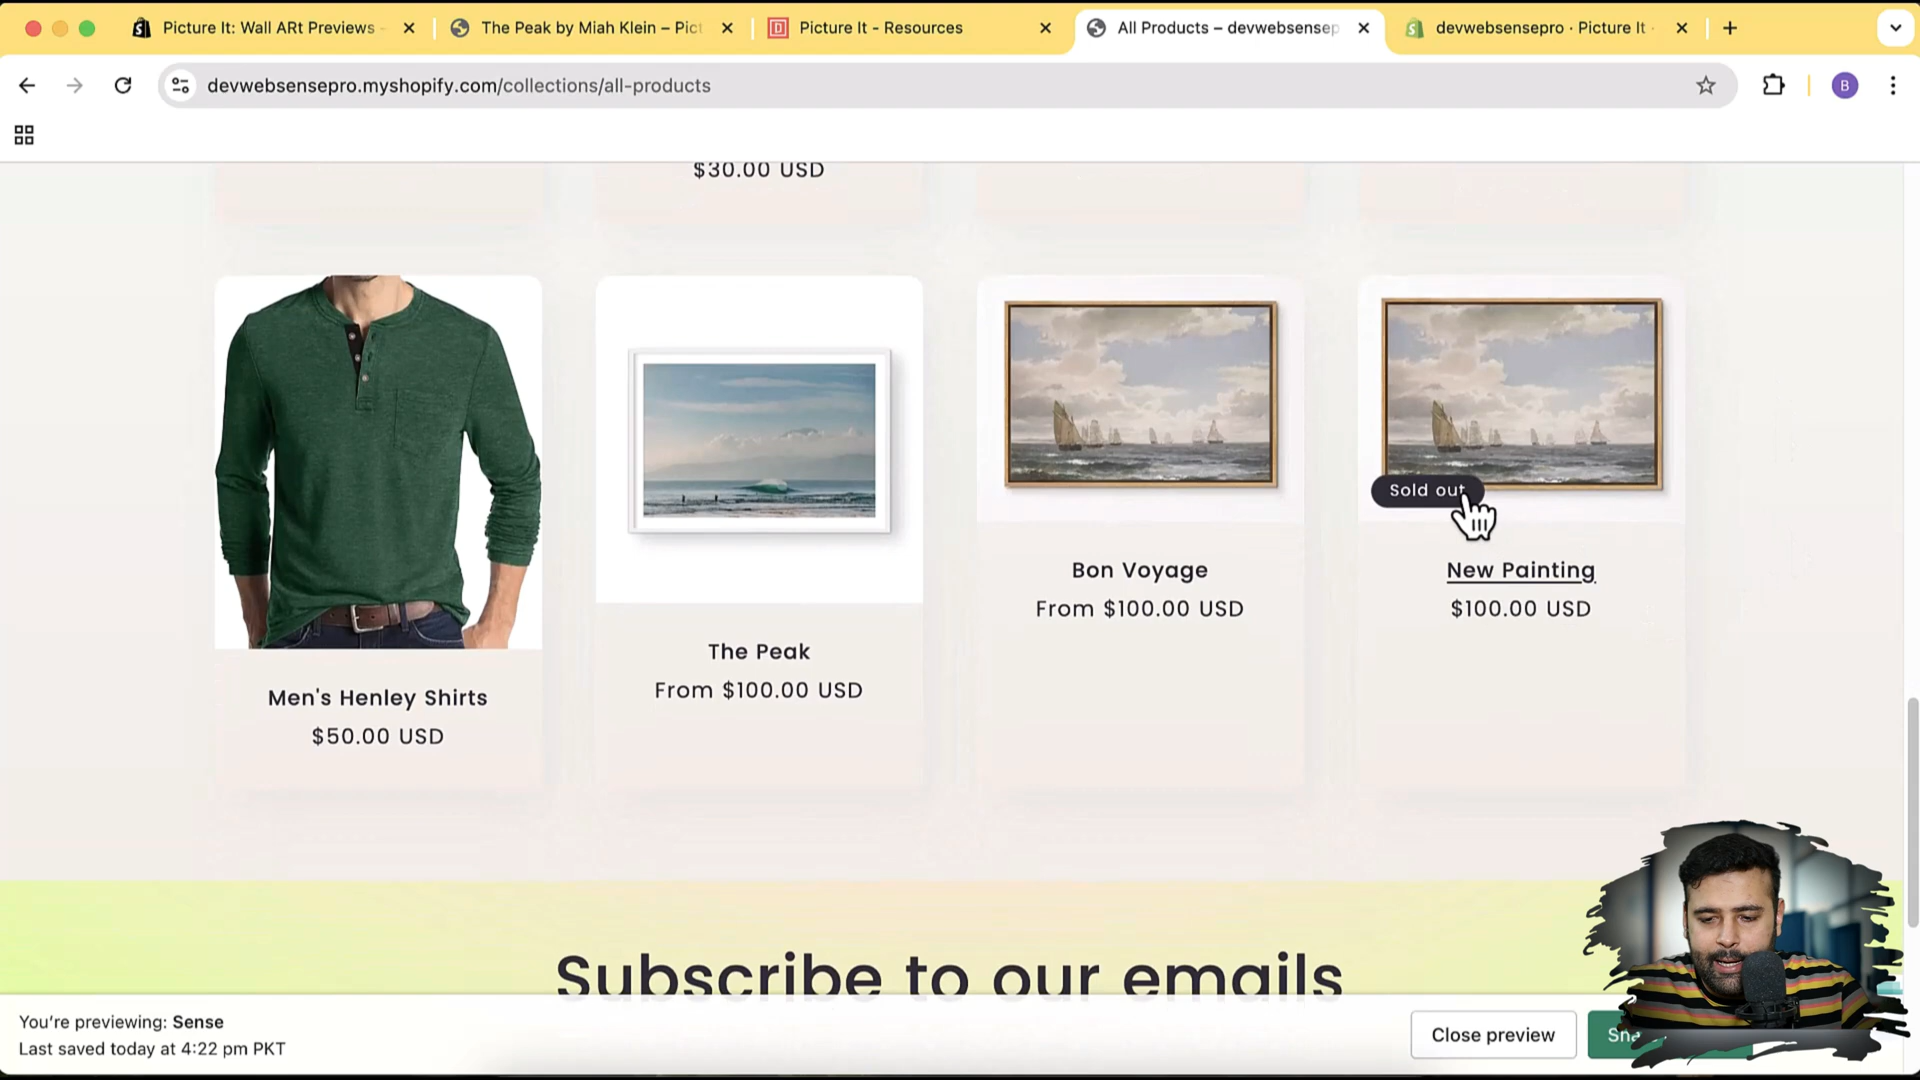 Picture It: Wall ARt Previews
The Peak by Miah Klein – Pict
Picture It - Resources
All Products – devwebsensep
devwebsensepro · Picture It ·
devwebsensepro.myshopify.com/collections/all-products
B
$30.00 USD
Sold out
Men's Henley Shirts
$50.00 USD
The Peak
From $100.00 USD
Bon Voyage
From $100.00 USD
New Painting
$100.00 USD
Subscribe to our emails
You're previewing: Sense
Last saved today at 4:22 pm PKT
Close preview